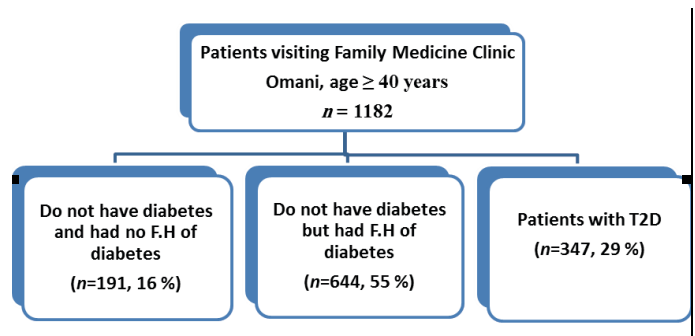 Patients visiting Family Medicine Clinic
Omani, age ≥ 40 years
n = 1182
Do not have diabetes
and had no F.H of
diabetes
(n=191, 16 %)
Do not have diabetes
but had F.H of
diabetes
(n=644, 55 %)
Patients with T2D
(n=347, 29 %)